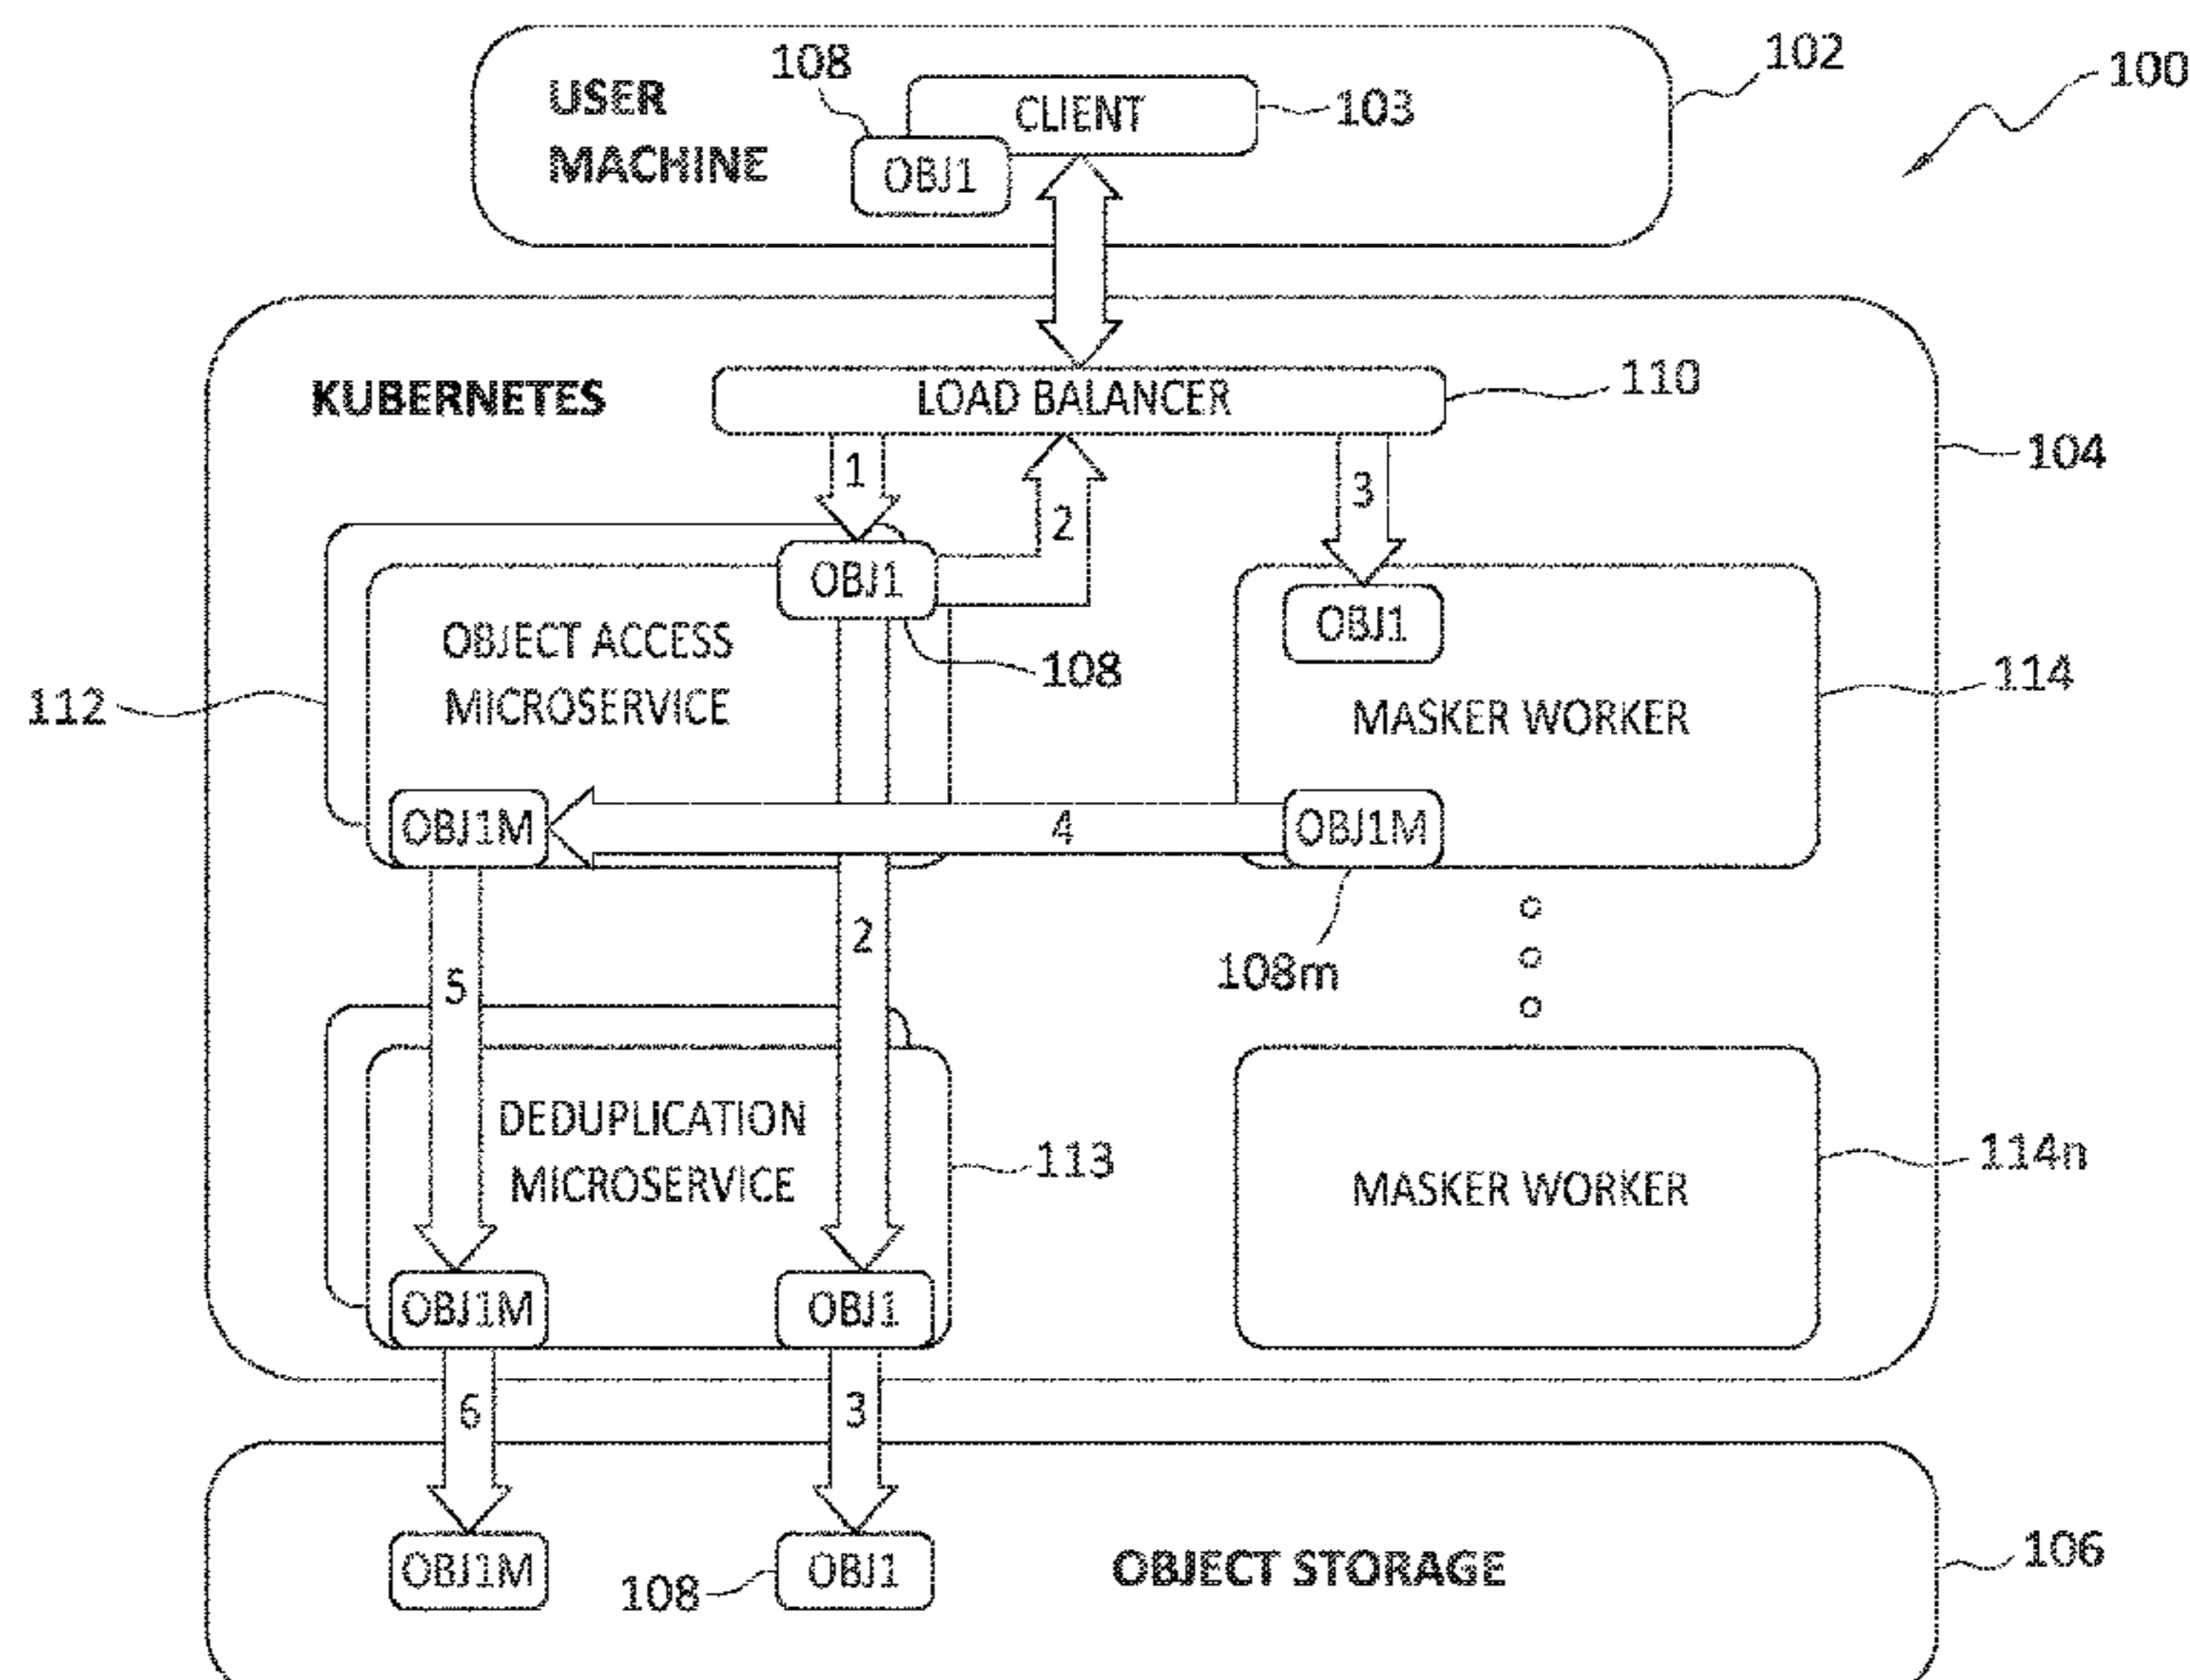 102
100
108
USER
MACHINE
CLIENT
103
OBJ1
KUBERNETES
LOAD BALANCER
110
104
1
2
3
OBJ1
OBJ1
OBJECT ACCESS
MICROSERVICE
108
112
MASKER WORKER
114
OBJ1M
4
OBJ1M
108m
5
2
DEDUPLICATION
MICROSERVICE
113
MASKER WORKER
114n
OBJ1M
OBJ1
6
3
OBJ1M
108
OBJ1
OBJECT STORAGE
106